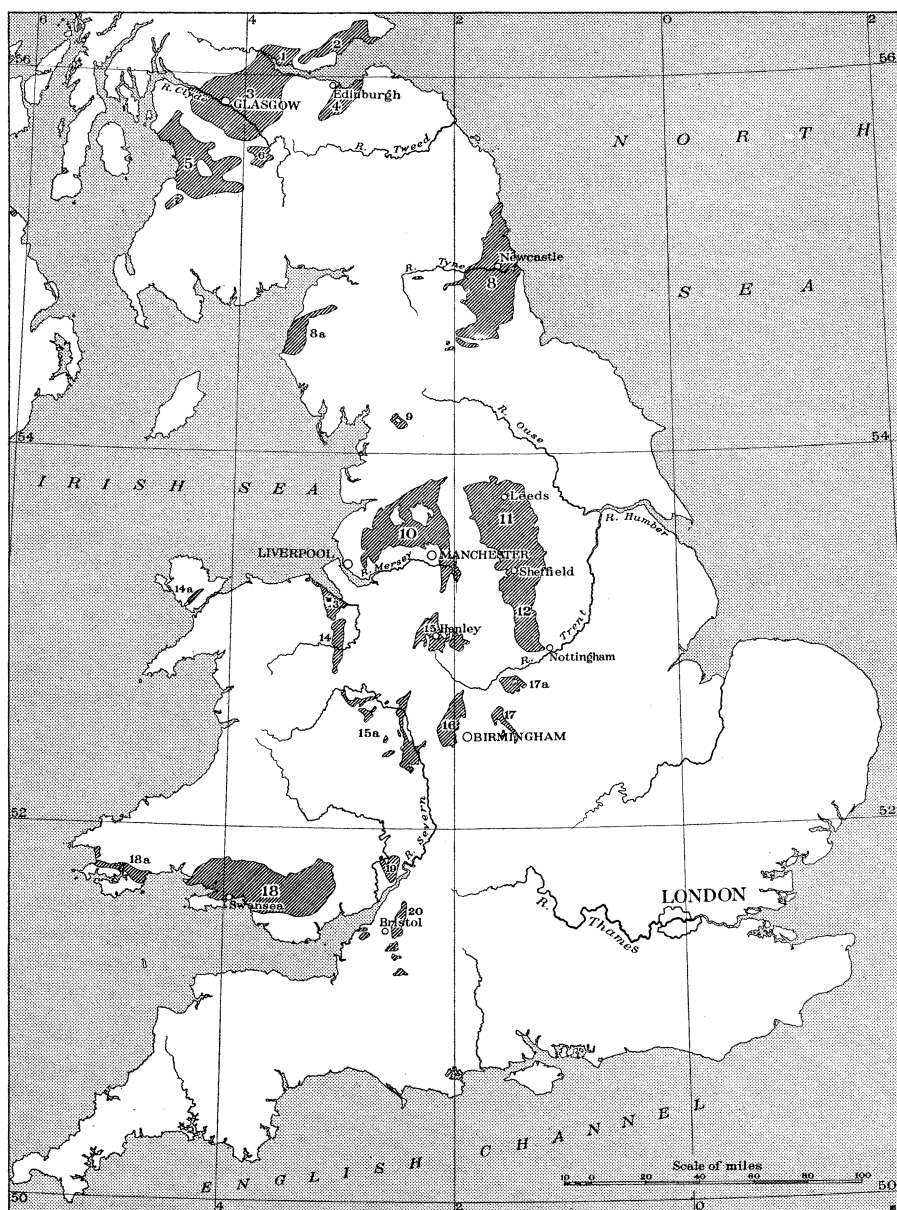 6 4 2 0 2
56 56
1
2
3
R. Clyde
GLASGOW
Edinburgh
4
R. Tweed
5
6
7
N O R T H
S E A
R. Tyne
Newcastle
8
8a
9
54 54
R. Ouse
I R I S H S E A
Leeds
11
10
R. Humber
LIVERPOOL
R. Mersey
MANCHESTER
Sheffield
14a
12
15 Hanley
14
R. Trent
Nottingham
17a
17
15a
16
BIRMINGHAM
52 52
R. Severn
18a
18
19
Swansea
20
Bristol
LONDON
R. Thames
E N G L I S H C H A N N E L
Scale of miles
10 0 20 40 60 80 100
50 50
4 2 0